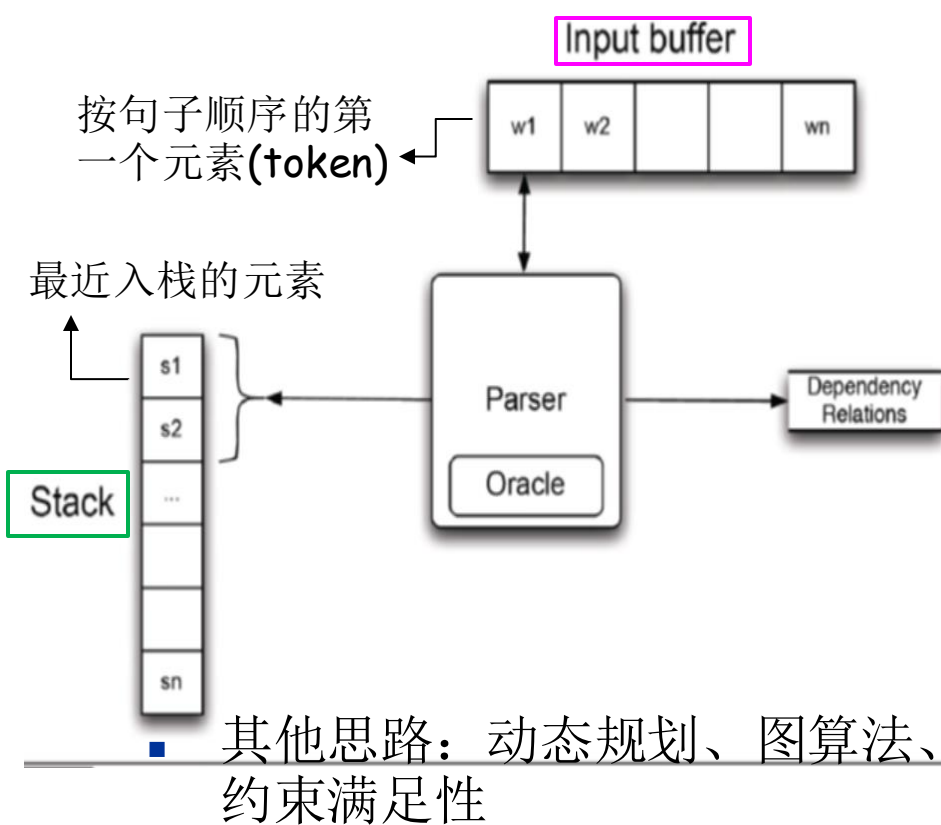 Input buffer
按句子顺序的第
一个元素(token)
w1 w2 wn
最近入栈的元素
s1
s2
...
sn
Stack
Parser
Oracle
Dependency
Relations
■ 其他思路：动态规划、图算法、
约束满足性